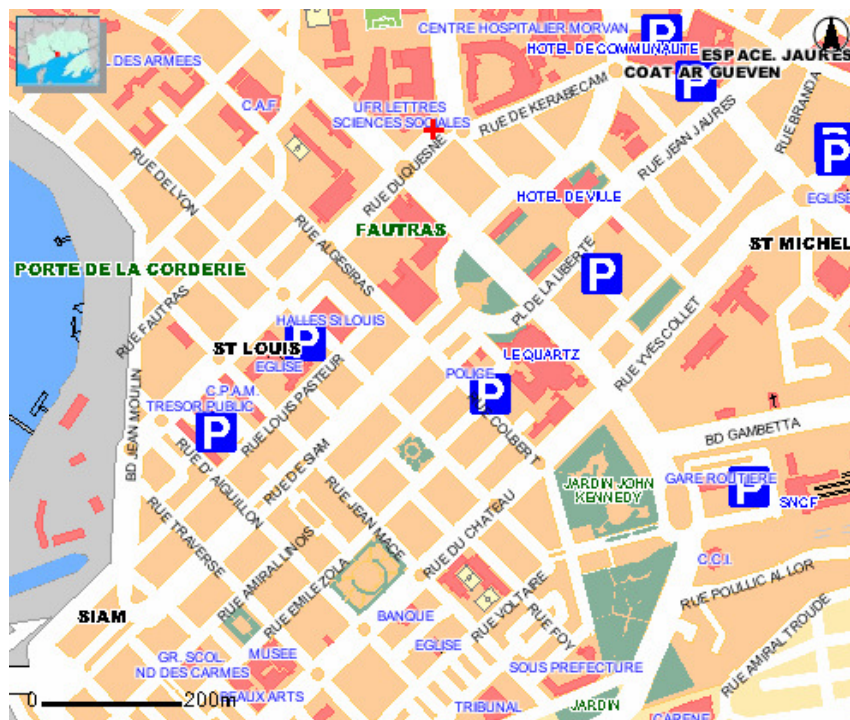 CENTRE HOSPITALIER MORVAN
P
HOTEL DE COMMUNAUTE
ESPACE. JAURES
COAT AR GUEVEN
P
DES ARMEES
C.A.F.
UFR LETTRES
SCIENCES SOCIALES
RUE DE KERABECAM
RUE JEAN JAURES
RUE BRANDA
P
RUE DE LYON
RUE DUQUESNE
HOTEL DE VILLE
EGLISE
FAUTRAS
RUE ALGESIRAS
ST MICHEL
PORTE DE LA CORDERIE
PL DE LA LIBERTE
P
RUE FAUTRAS
HALLES St LOUIS
ST LOUIS
P
EGLISE
LE QUARTZ
RUE YVES COLLET
POLICE
P
C.P.A.M.
TRESOR PUBLIC
RUE LOUIS PASTEUR
P
RUE COLBERT
BD JEAN MOULIN
BD GAMBETTA
RUE DE SIAM
RUE D' AIGUILLON
JARDIN JOHN
KENNEDY
GARE ROUTIERE
P
SNCF
RUE JEAN MACE
RUE DU CHATEAU
RUE TRAVERSE
RUE AMIRAL LINOIS
RUE EMILE ZOLA
C.C.I.
RUE POULLIC AL LOR
SIAM
BANQUE
RUE VOLTAIRE
RUE FOY
RUE AMIRAL TROUDE
EGLISE
GR. SCOL.
ND DES CARMES
MUSEE
BEAUX ARTS
SOUS PREFECTURE
0 200m
TRIBUNAL
JARDIN
CARENE